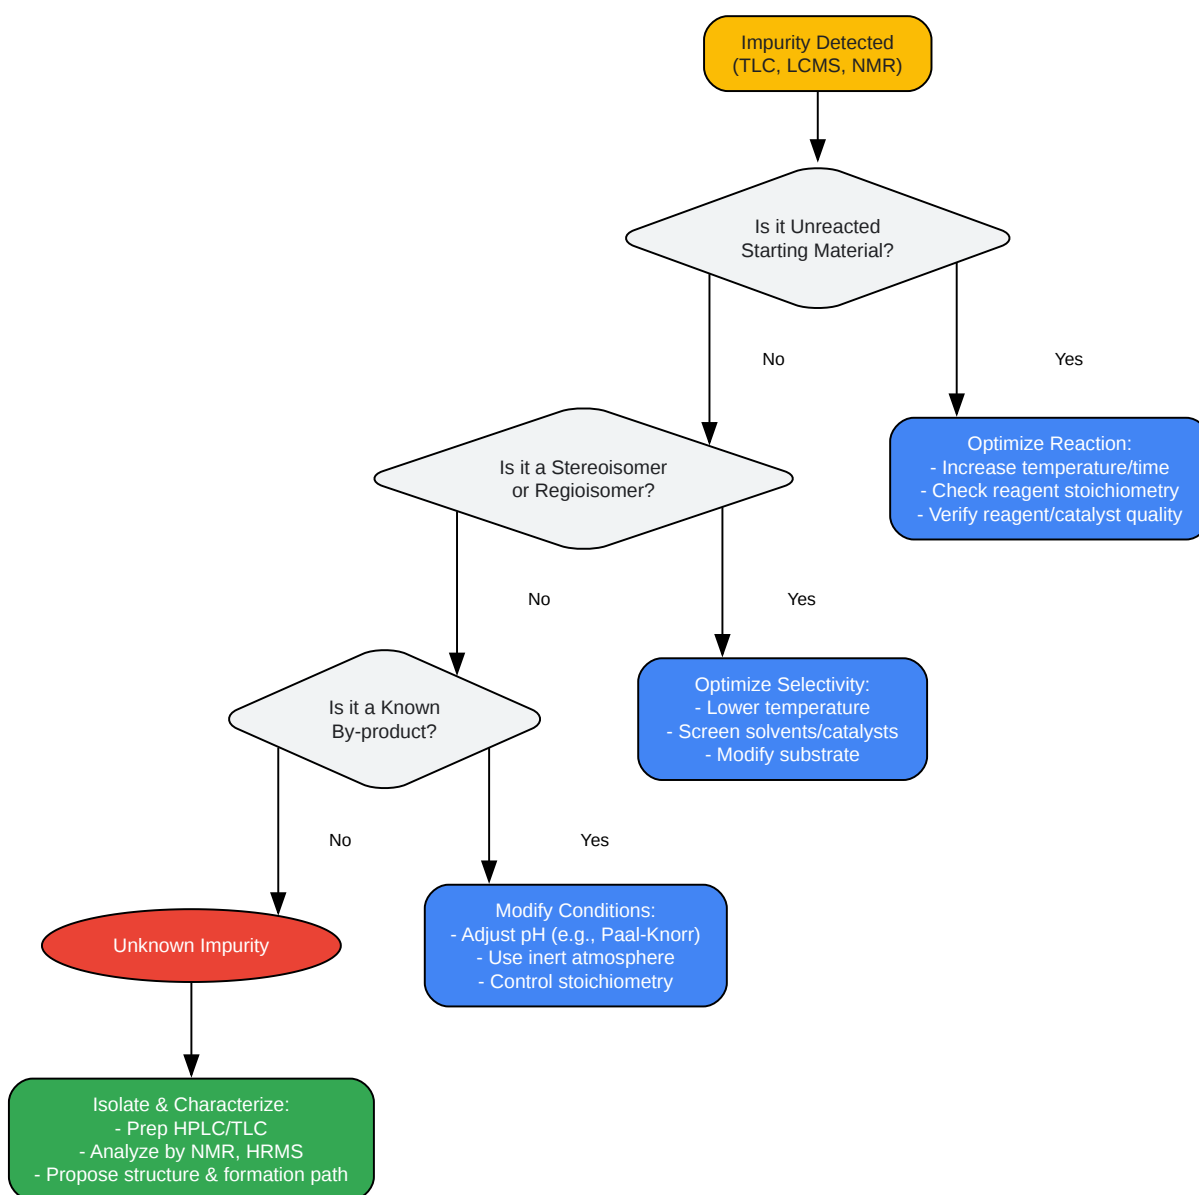 Impurity Detected
(TLC, LCMS, NMR)
Is it Unreacted
Starting Material?
No
Yes
Optimize Reaction:
- Increase temperature/time
- Check reagent stoichiometry
- Verify reagent/catalyst quality
Is it a Stereoisomer
or Regioisomer?
No
Yes
Optimize Selectivity:
- Lower temperature
- Screen solvents/catalysts
- Modify substrate
Is it a Known
By-product?
No
Yes
Modify Conditions:
- Adjust pH (e.g., Paal-Knorr)
- Use inert atmosphere
- Control stoichiometry
Unknown Impurity
Isolate & Characterize:
- Prep HPLC/TLC
- Analyze by NMR, HRMS
- Propose structure & formation path